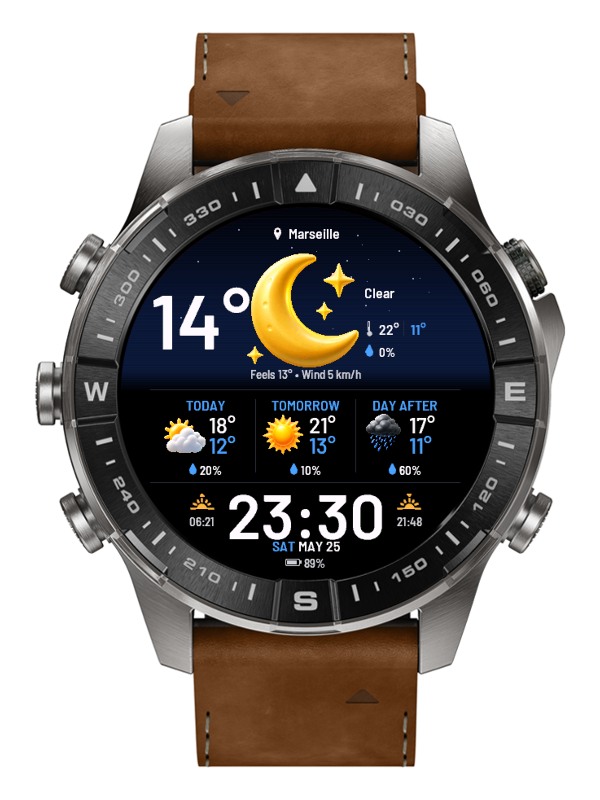 Marseille
14°
Clear
22° 11°
0%
Feels 13° • Wind 5 km/h
TODAY
18°
12°
20%
TOMORROW
21°
13°
10%
DAY AFTER
17°
11°
60%
06:21
23:30
21:48
SAT MAY 25
89%
030
060
E
120
150
S
210
240
W
300
330